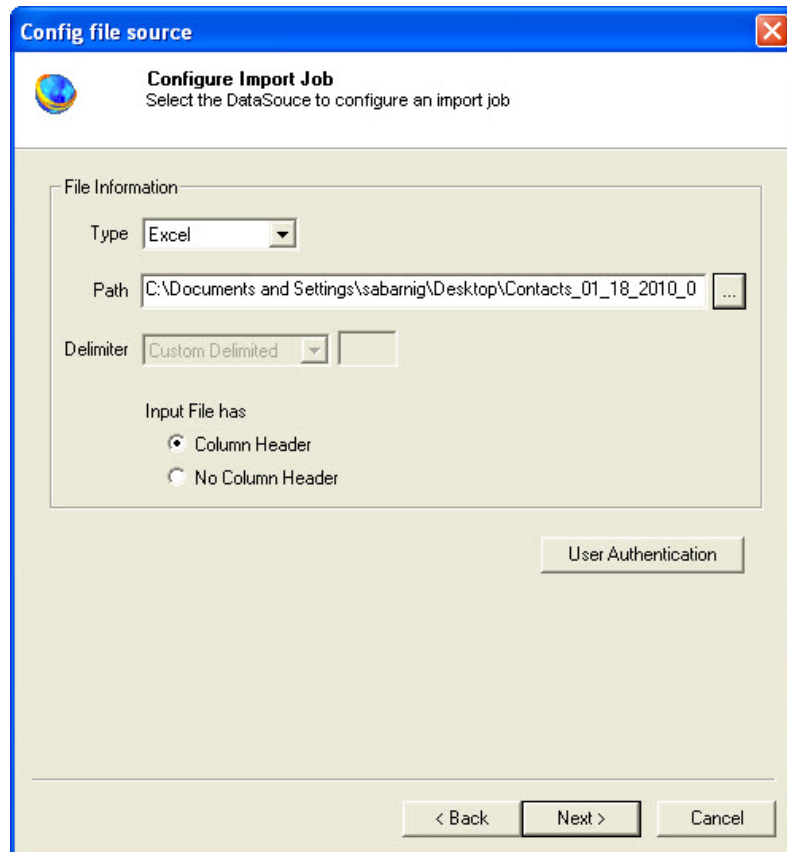 Config file source
Configure Import Job
Select the DataSouce to configure an import job
File Information
Type Excel
Path C:\Documents and Settings\sabarnig\Desktop\Contacts_01_18_2010_0 ...
Delimiter Custom Delimited
Input File has
Column Header
No Column Header
User Authentication
< Back Next > Cancel